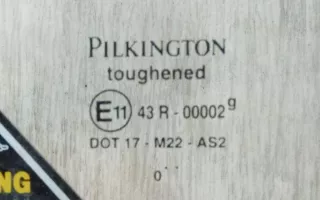 PILKINGTON
toughened
E11 43 R - 00002 g
DOT 17 - M22 - AS2
0
NG